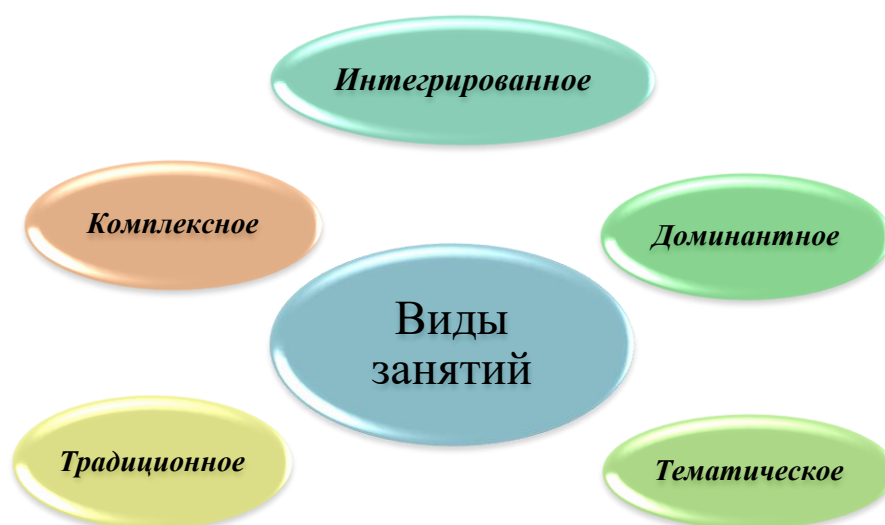 Интегрированное
Комплексное
Доминантное
Виды
занятий
Традиционное
Тематическое